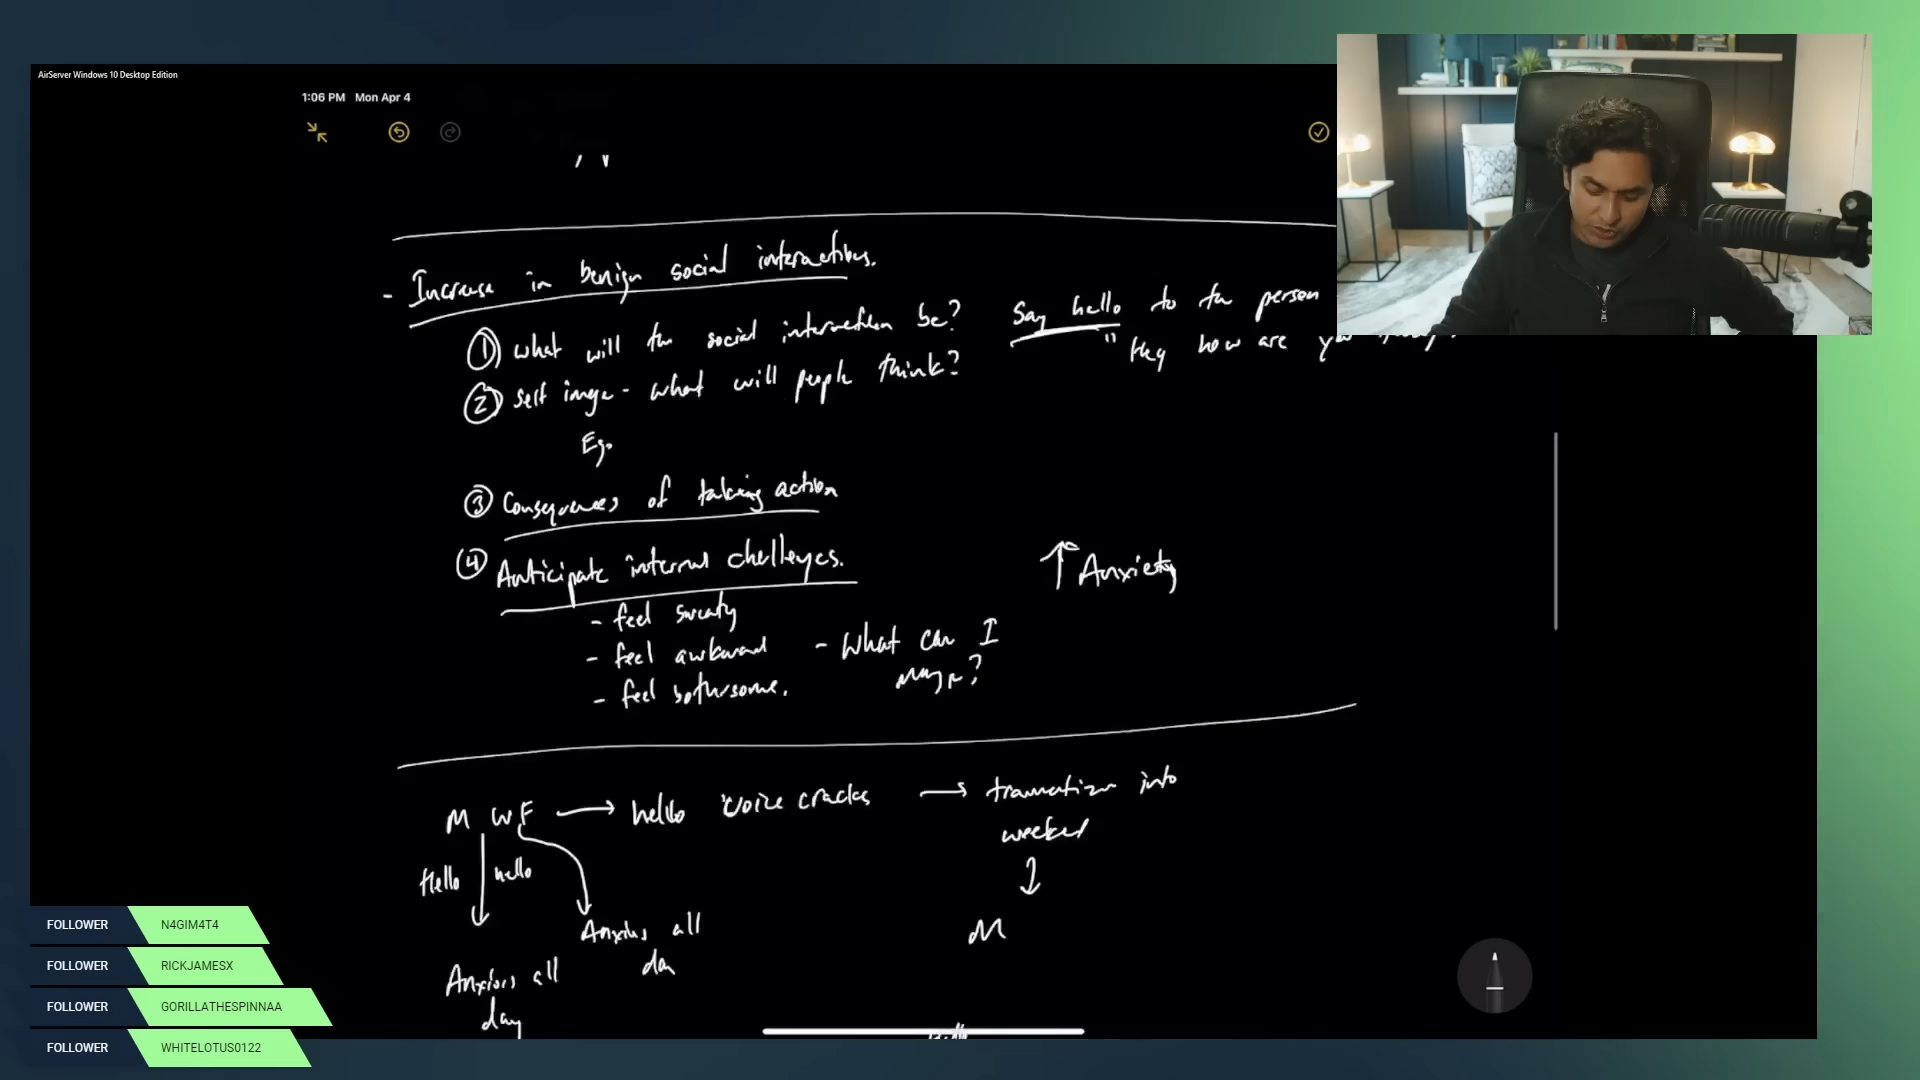 AirServer Windows 10 Desktop Edition
1:06 PM Mon Apr 4
- Increase in benign social interactions.
① what will the social interaction be? Say hello to the person
② self image - what will people think? " Hey how are you
Eg.
③ Consequences of taking action
④ Anticipate internal challenges.
↑ Anxiety
- feel sweaty
- feel awkward - What can I
- feel bothersome.
M W F → hello voice cracks → into
Hello hello
Anxious all
day
Anxious all
M
FOLLOWER N4GIM4T4
FOLLOWER RICKJAMESX
FOLLOWER GORILLATHESPINNAA
FOLLOWER WHITELOTUS0122